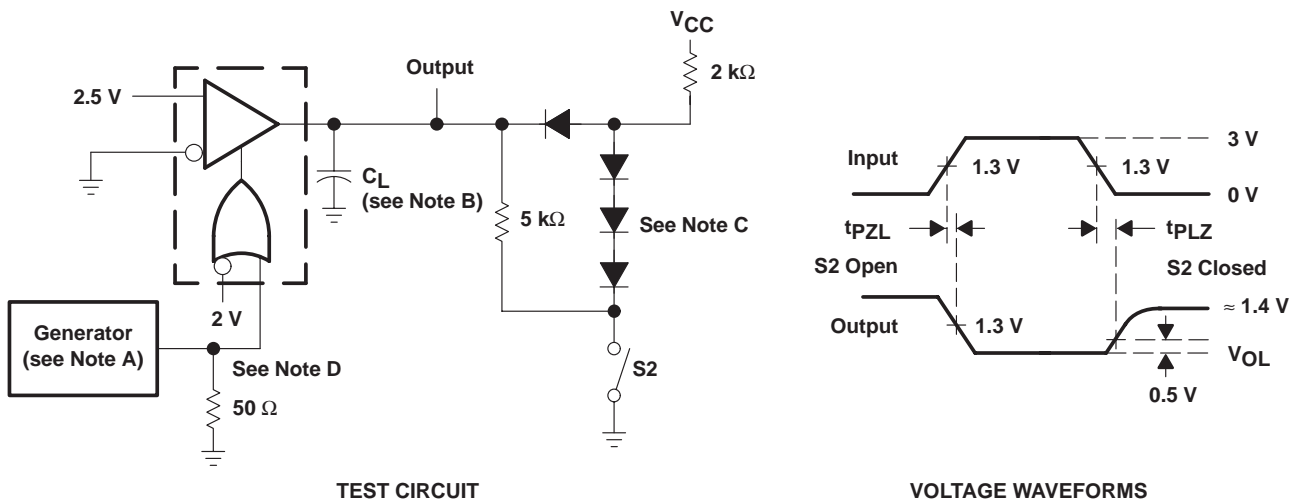 VCC
2 kΩ
Output
2.5 V
CL
(see Note B)
5 kΩ
See Note C
2 V
Generator
(see Note A)
See Note D
50 Ω
S2
TEST CIRCUIT
3 V
Input
1.3 V
1.3 V
0 V
tPZL
tPLZ
S2 Open
S2 Closed
≈ 1.4 V
Output
1.3 V
VOL
0.5 V
VOLTAGE WAVEFORMS